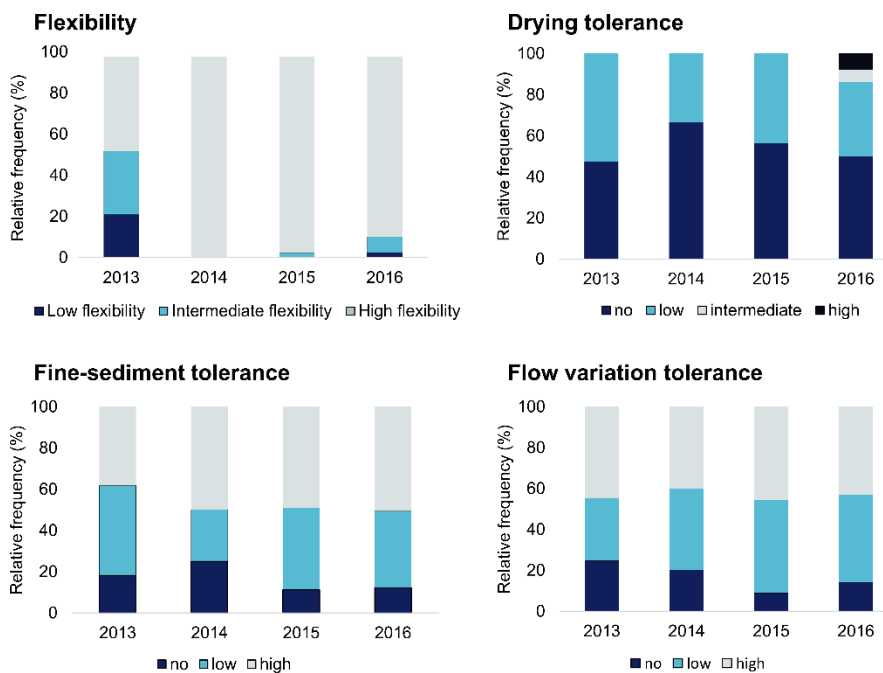 Flexibility
Relative frequency (%)
100
80
60
40
20
0
2013 2014 2015 2016
Low flexibility Intermediate flexibility High flexibility
Drying tolerance
Relative frequency (%)
100
80
60
40
20
0
2013 2014 2015 2016
no low intermediate high
Fine-sediment tolerance
Relative frequency (%)
100
80
60
40
20
0
2013 2014 2015 2016
no low high
Flow variation tolerance
Relative frequency (%)
100
80
60
40
20
0
2013 2014 2015 2016
no low high